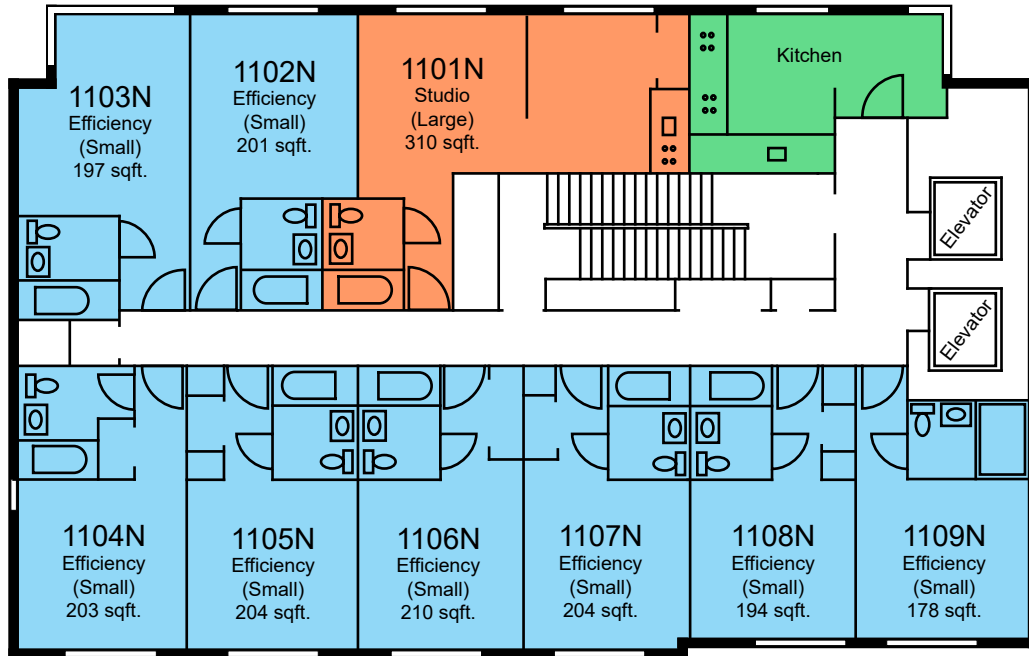 1103N
Efficiency
(Small)
197 sqft.
1102N
Efficiency
(Small)
201 sqft.
1101N
Studio
(Large)
310 sqft.
Kitchen
Elevator
Elevator
1104N
Efficiency
(Small)
203 sqft.
1105N
Efficiency
(Small)
204 sqft.
1106N
Efficiency
(Small)
210 sqft.
1107N
Efficiency
(Small)
204 sqft.
1108N
Efficiency
(Small)
194 sqft.
1109N
Efficiency
(Small)
178 sqft.